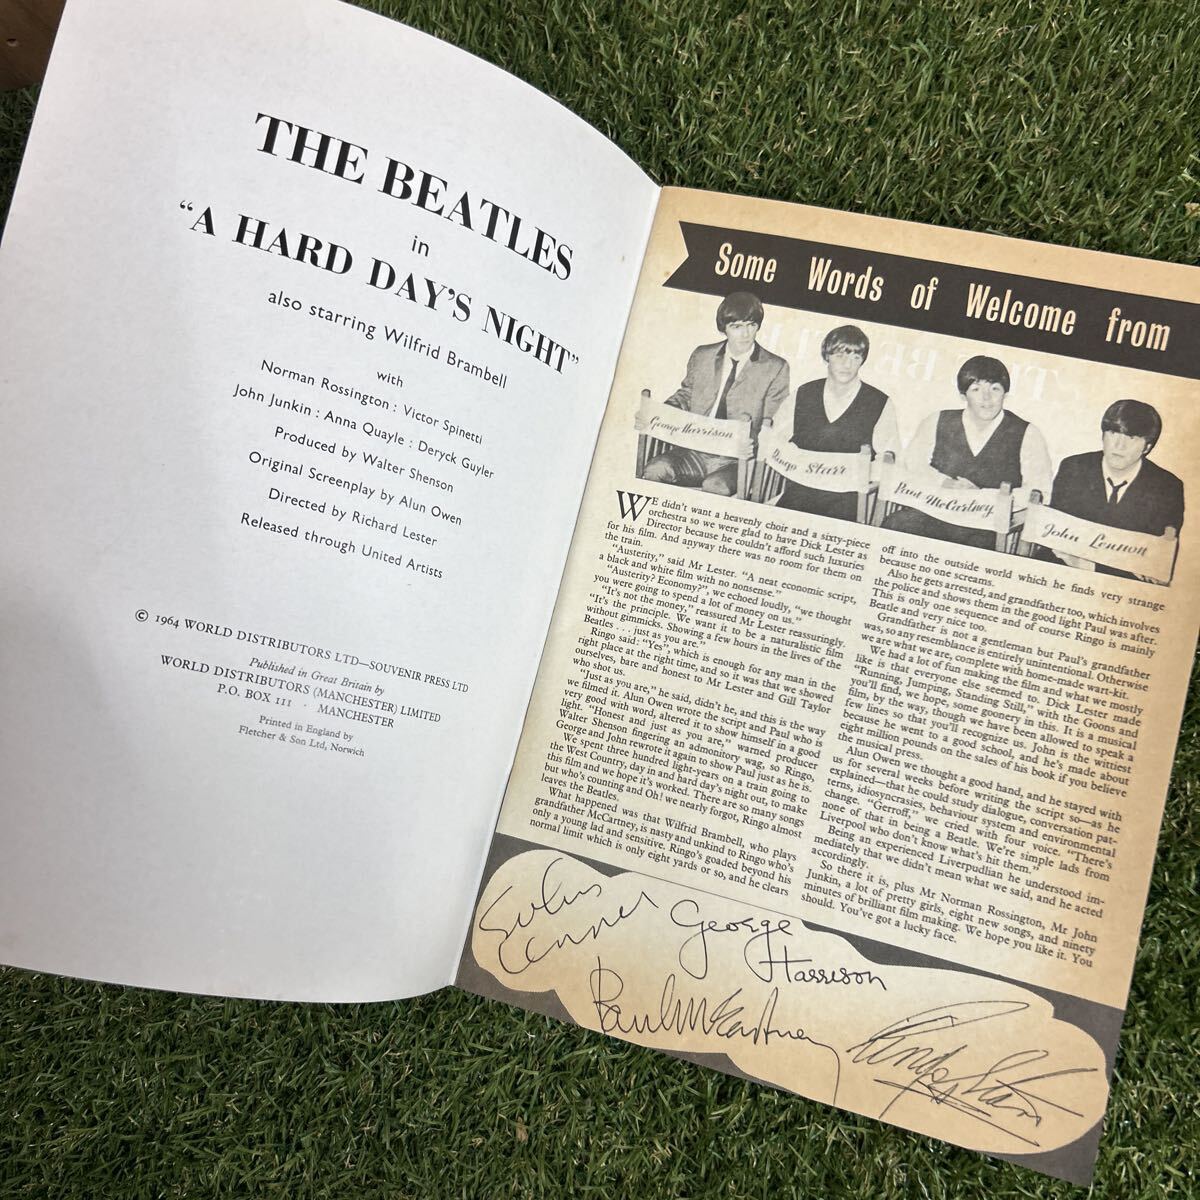 THE BEATLES
in
“A HARD DAY'S NIGHT”
also starring Wilfrid Brambell
with
Norman Rossington : Victor Spinetti
John Junkin : Anna Quayle : Deryck Guyler
Produced by Walter Shenson
Original Screenplay by Alun Owen
Directed by Richard Lester
Released through United Artists
© 1964 WORLD DISTRIBUTORS LTD—SOUVENIR PRESS LTD
Published in Great Britain by
WORLD DISTRIBUTORS (MANCHESTER) LIMITED
P.O. BOX 111 · MANCHESTER
Printed in England by
Fletcher & Son Ltd, Norwich
Some Words of Welcome from
George Harrison
Ringo Starr
Paul McCartney
John Lennon
WE didn't want a heavenly choir and a sixty-piece
orchestra so we were glad to have Dick Lester as
Director because he couldn't afford such luxuries
for his film. And anyway there was no room for them on
the train.
“Austerity,” said Mr Lester. “A neat economic script,
a black and white film with no nonsense.”
“Austerity? Economy?”, we echoed loudly, “we thought
you were going to spend a lot of money on us.”
“It's not the money,” reassured Mr Lester reassuringly.
“It's the principle. We want it to be a naturalistic film
without gimmicks. Showing a few hours in the lives of the
Beatles . . . just as you are.”
Ringo said: “Yes”, which is enough for any man in the
right place at the right time, and so it was that we showed
ourselves, bare and honest to Mr Lester and Gill Taylor
who shot us.
“Just as you are,” he said, didn't he, and this is the way
we filmed it. Alun Owen wrote the script and Paul who is
very good with word, altered it to show himself in a good
light. “Honest and just as you are,” warned producer
Walter Shenson fingering an admonitory wag, so Ringo,
George and John rewrote it again to show Paul just as he is.
We spent three hundred light-years on a train going to
the West Country, day in and hard day's night out, to make
this film and we hope it's worked. There are so many songs
but who's counting and Oh! we nearly forgot, Ringo almost
leaves the Beatles.
What happened was that Wilfrid Brambell, who plays
grandfather McCartney, is nasty and unkind to Ringo who's
only a young lad and sensitive. Ringo's goaded beyond his
normal limit which is only eight yards or so, and he clears
off into the outside world which he finds very strange
because no one screams.
Also he gets arrested, and grandfather too, which involves
the police and shows them in the good light Paul was after.
This is only one sequence and of course Ringo is mainly
Beatle and very nice too.
Grandfather is not a gentleman but Paul's grandfather
was, so any resemblance is entirely unintentional. Otherwise
we are what we are, complete with home-made wart-kit.
We had a lot of fun making the film and what we mostly
like is that everyone else seemed to. Dick Lester made
“Running, Jumping, Standing Still,” with the Goons and
you'll find, we hope, some goonery in this. It is a musical
film, by the way, though we have been allowed to speak a
few lines so that you'll recognize us. John is the wittiest
because he went to a good school, and he's made about
eight million pounds on the sales of his book if you believe
the musical press.
Alun Owen we thought a good hand, and he stayed with
us for several weeks before writing the script so—as he
explained—that he could study dialogue, conversation pat-
terns, idiosyncrasies, behaviour system and environmental
change. “Gerroff,” we cried with four voice. “There's
none of that in being a Beatle. We're simple lads from
Liverpool who don't know what's hit them.”
Being an experienced Liverpudlian he understood im-
mediately that we didn't mean what we said, and he acted
accordingly.
So there it is, plus Mr Norman Rossington, Mr John
Junkin, a lot of pretty girls, eight new songs, and ninety
minutes of brilliant film making. We hope you like it. You
should. You've got a lucky face.
John
Lennon
George
Harrison
Paul McCartney
Ringo Starr